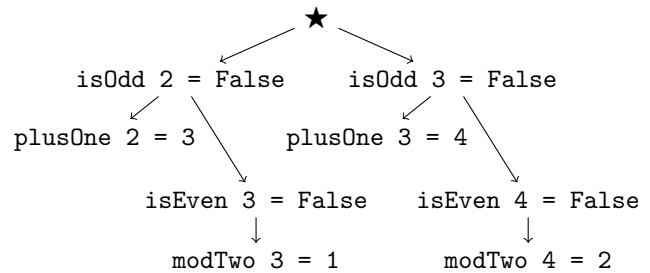 ★
isOdd 2 = False isOdd 3 = False
plusOne 2 = 3 plusOne 3 = 4
isEven 3 = False isEven 4 = False
modTwo 3 = 1 modTwo 4 = 2